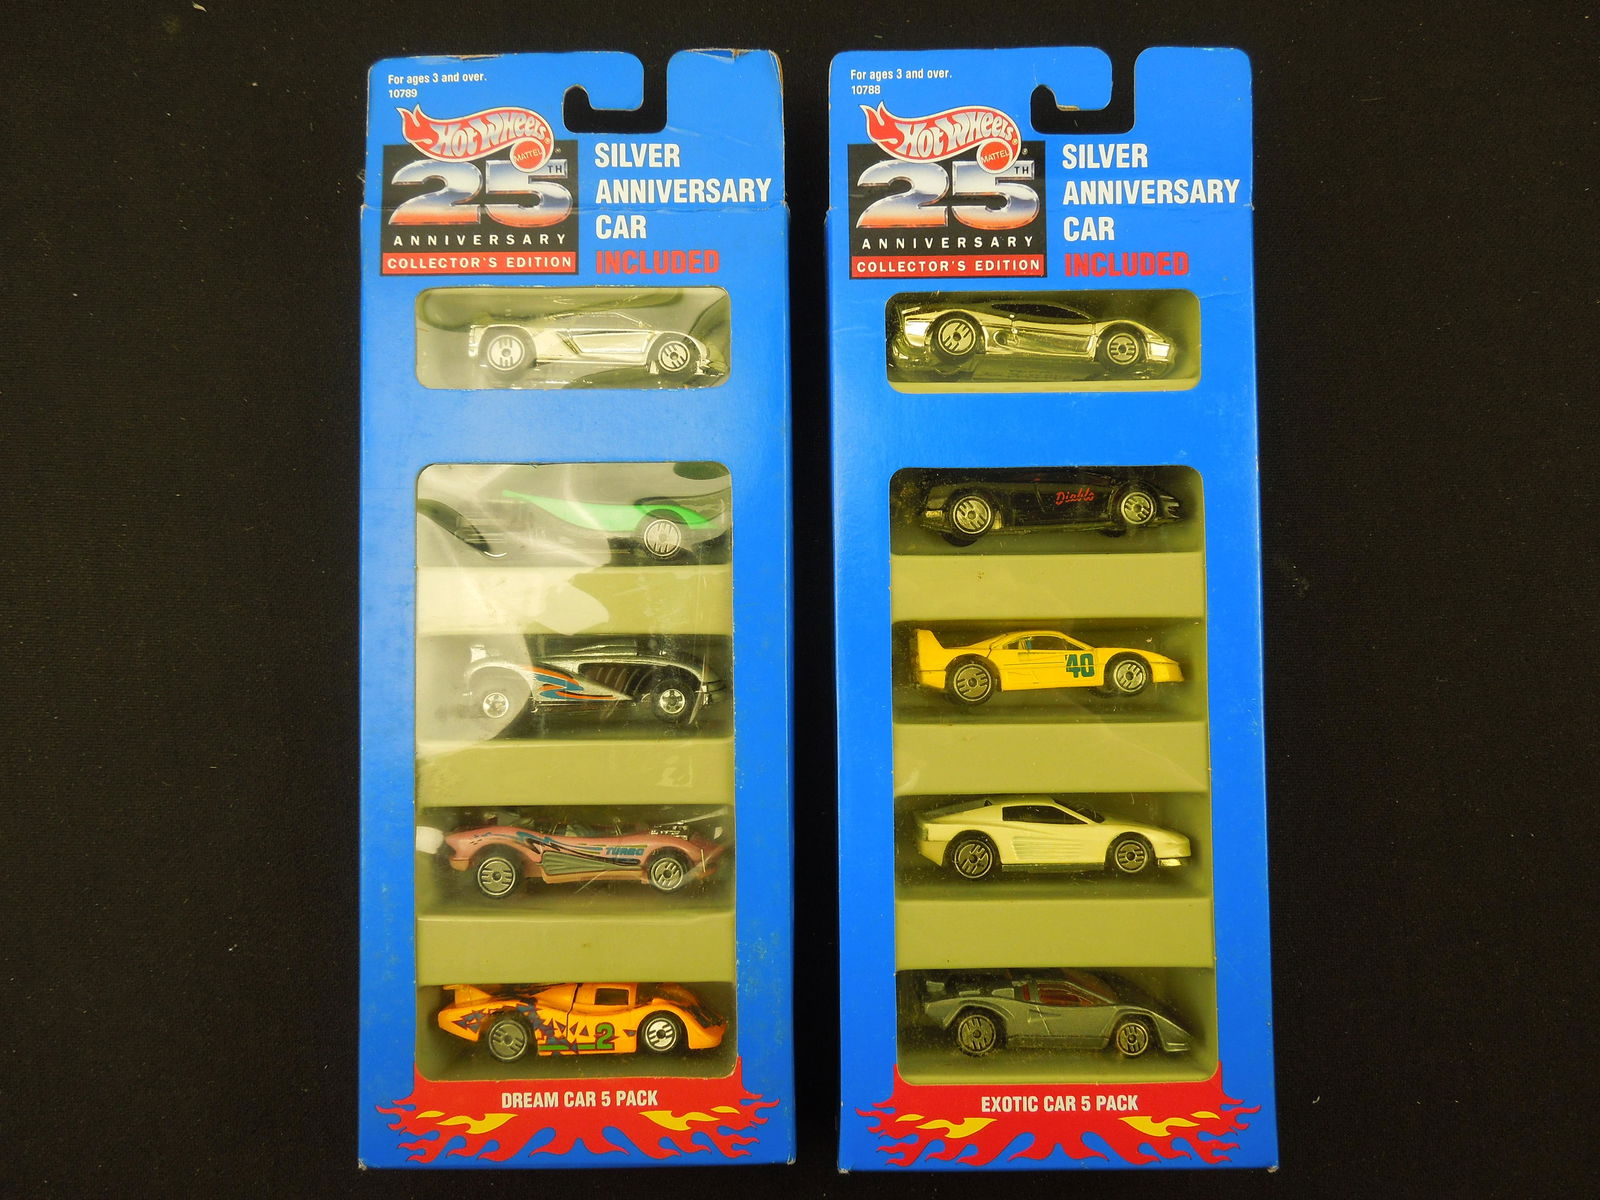 For ages 3 and over.
10789
HOT WHEELS
MATTEL
25TH
ANNIVERSARY
COLLECTOR'S EDITION
SILVER
ANNIVERSARY
CAR
INCLUDED
TURBO
2
DREAM CAR 5 PACK
For ages 3 and over.
10788
HOT WHEELS
MATTEL
25TH
ANNIVERSARY
COLLECTOR'S EDITION
SILVER
ANNIVERSARY
CAR
INCLUDED
Diablo
40
EXOTIC CAR 5 PACK